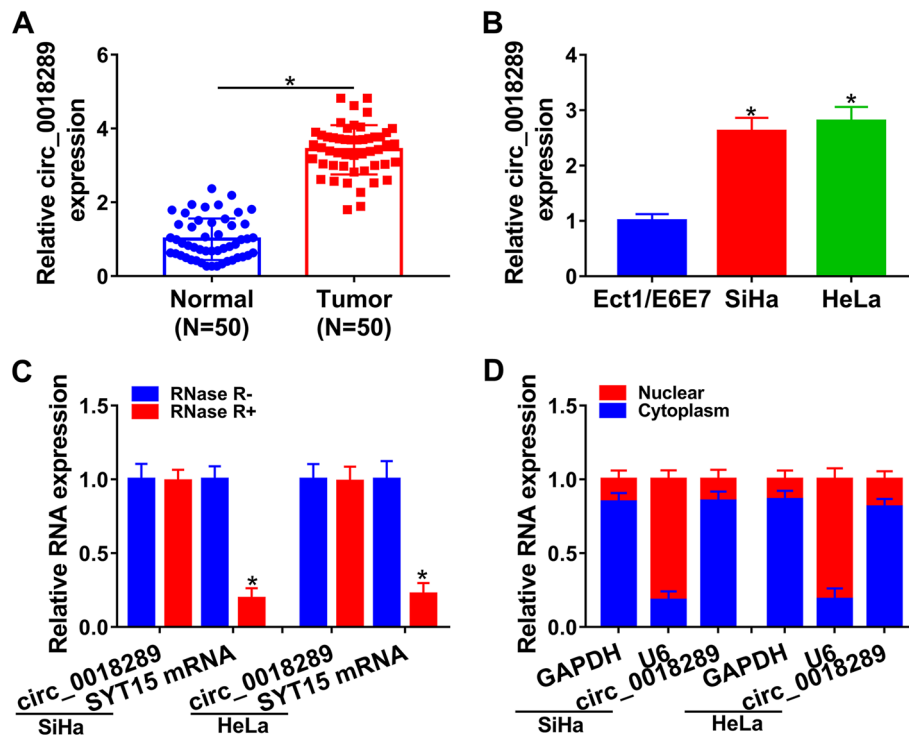 A
Relative circ_0018289
expression
6
4
2
0
*
Normal
(N=50)
Tumor
(N=50)
B
Relative circ_0018289
expression
4
3
2
1
0
*
*
Ect1/E6E7
SiHa
HeLa
C
Relative RNA expression
RNase R-
RNase R+
1.5
1.0
0.5
0.0
*
*
circ_0018289
SYT15 mRNA
circ_0018289
SYT15 mRNA
SiHa
HeLa
D
Relative RNA expression
Nuclear
Cytoplasm
1.5
1.0
0.5
0.0
GAPDH
U6
circ_0018289
GAPDH
U6
circ_0018289
SiHa
HeLa